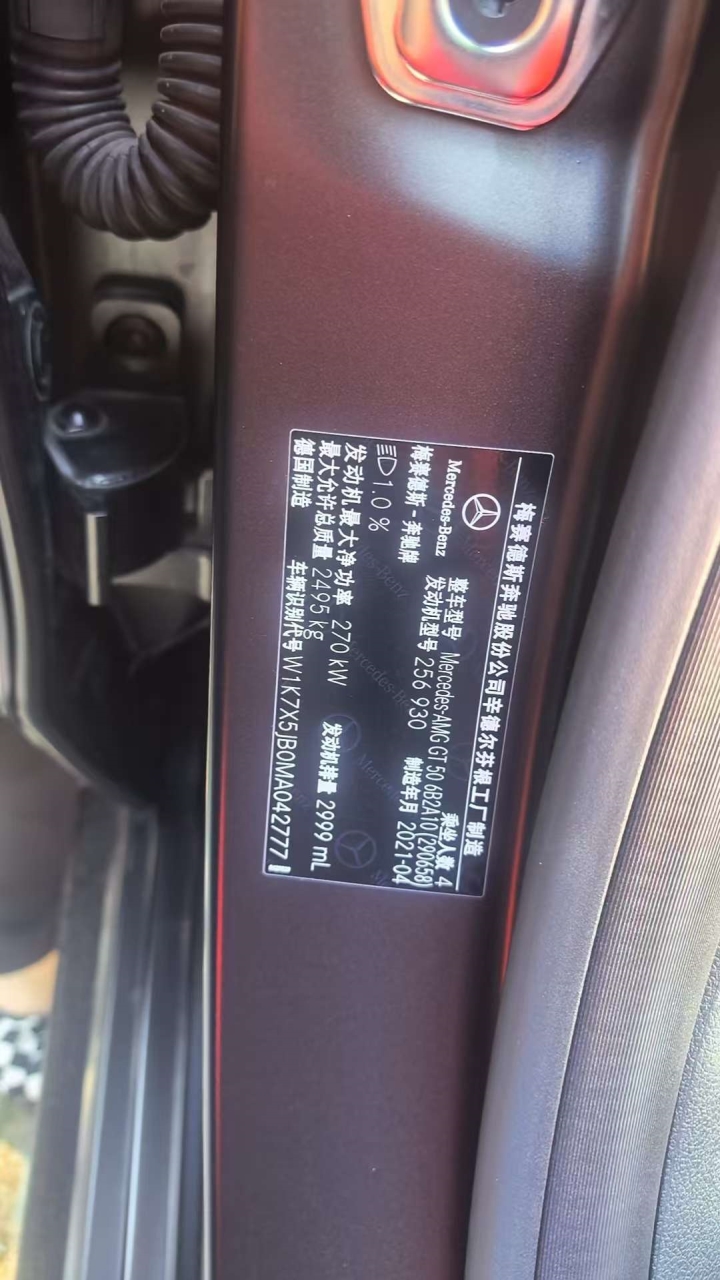 梅赛德斯奔驰股份公司辛德尔芬根工厂制造
乘坐人数 4
Mercedes-Benz
整车型号 Mercedes-AMG GT 50 6B2A10(290658)
梅赛德斯-奔驰牌
发动机型号 256 930
制造年月 2021-04
1.0 %
发动机最大净功率 270 kW
发动机排量 2999 mL
最大允许总质量 2495 kg
德国制造
车辆识别代号 W1K7X5JB0MA042777